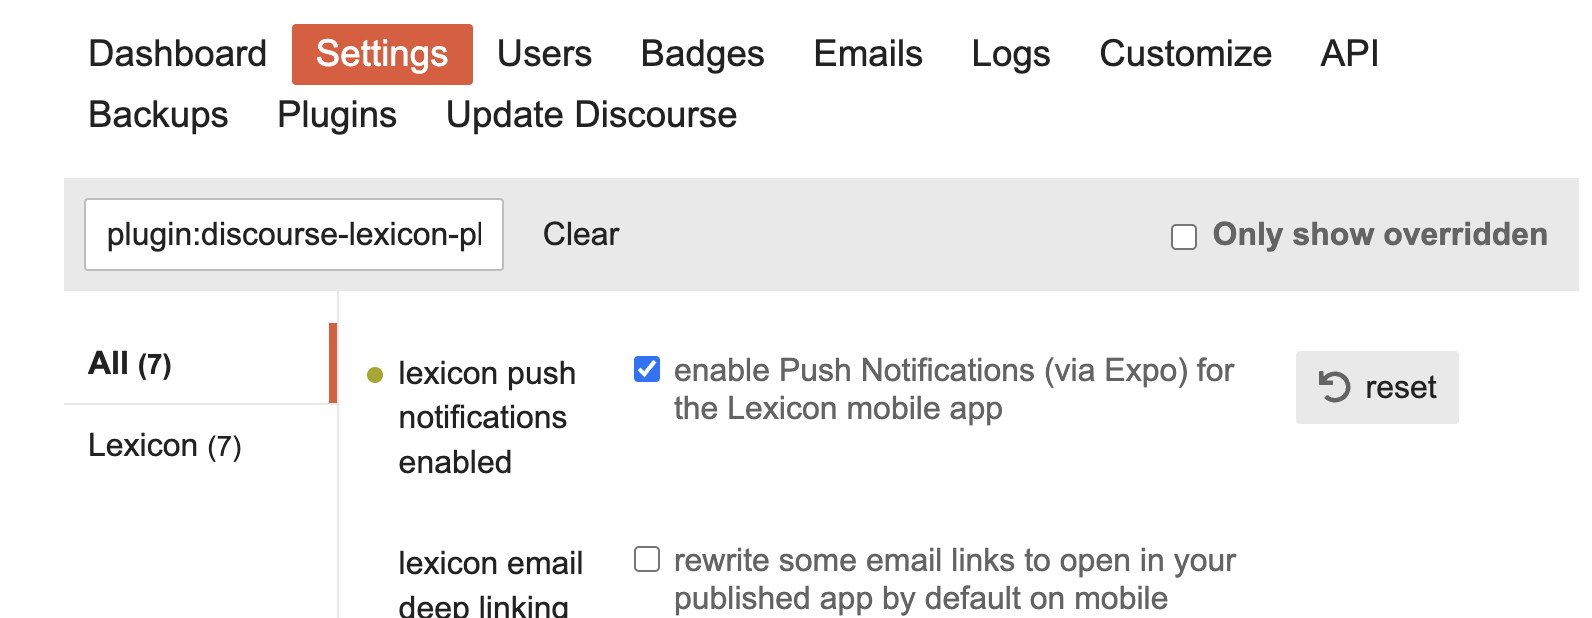 Dashboard Settings Users Badges Emails Logs Customize API
Backups Plugins Update Discourse
plugin:discourse-lexicon-pl Clear Only show overridden
All (7)
Lexicon (7)
lexicon push
notifications
enabled
enable Push Notifications (via Expo) for
the Lexicon mobile app
reset
lexicon email
deep linking
rewrite some email links to open in your
published app by default on mobile